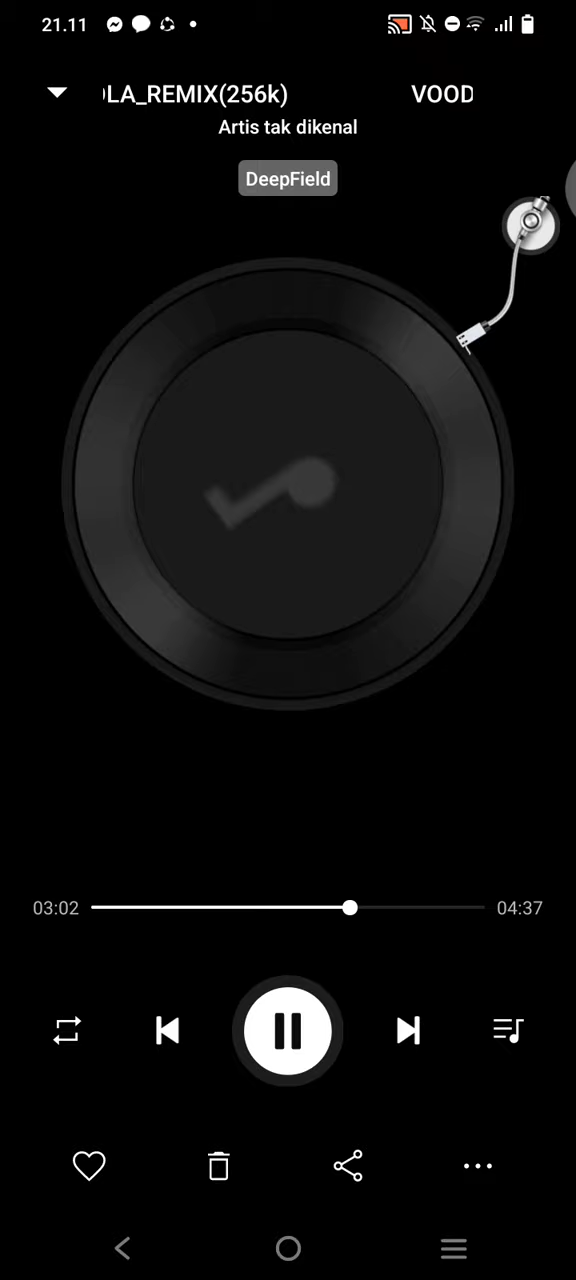 21.11
LA_REMIX(256k) VOOD
Artis tak dikenal
DeepField
03:02 04:37